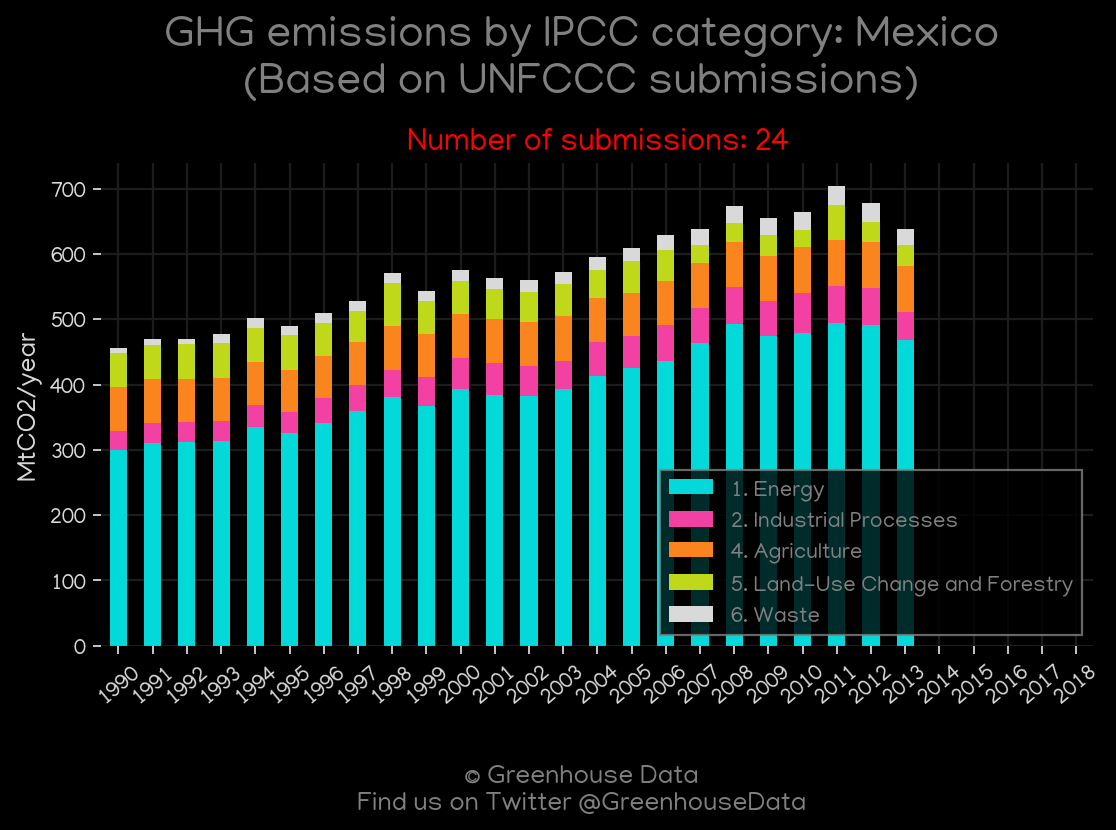 GHG emissions by IPCC category: Mexico
(Based on UNFCCC submissions)
Number of submissions: 24
MtCO2/year
700
600
500
400
300
200
100
0
1. Energy
2. Industrial Processes
4. Agriculture
5. Land-Use Change and Forestry
6. Waste
1990 1991 1992 1993 1994 1995 1996 1997 1998 1999 2000 2001 2002 2003 2004 2005 2006 2007 2008 2009 2010 2011 2012 2013 2014 2015 2016 2017 2018
© Greenhouse Data
Find us on Twitter @GreenhouseData